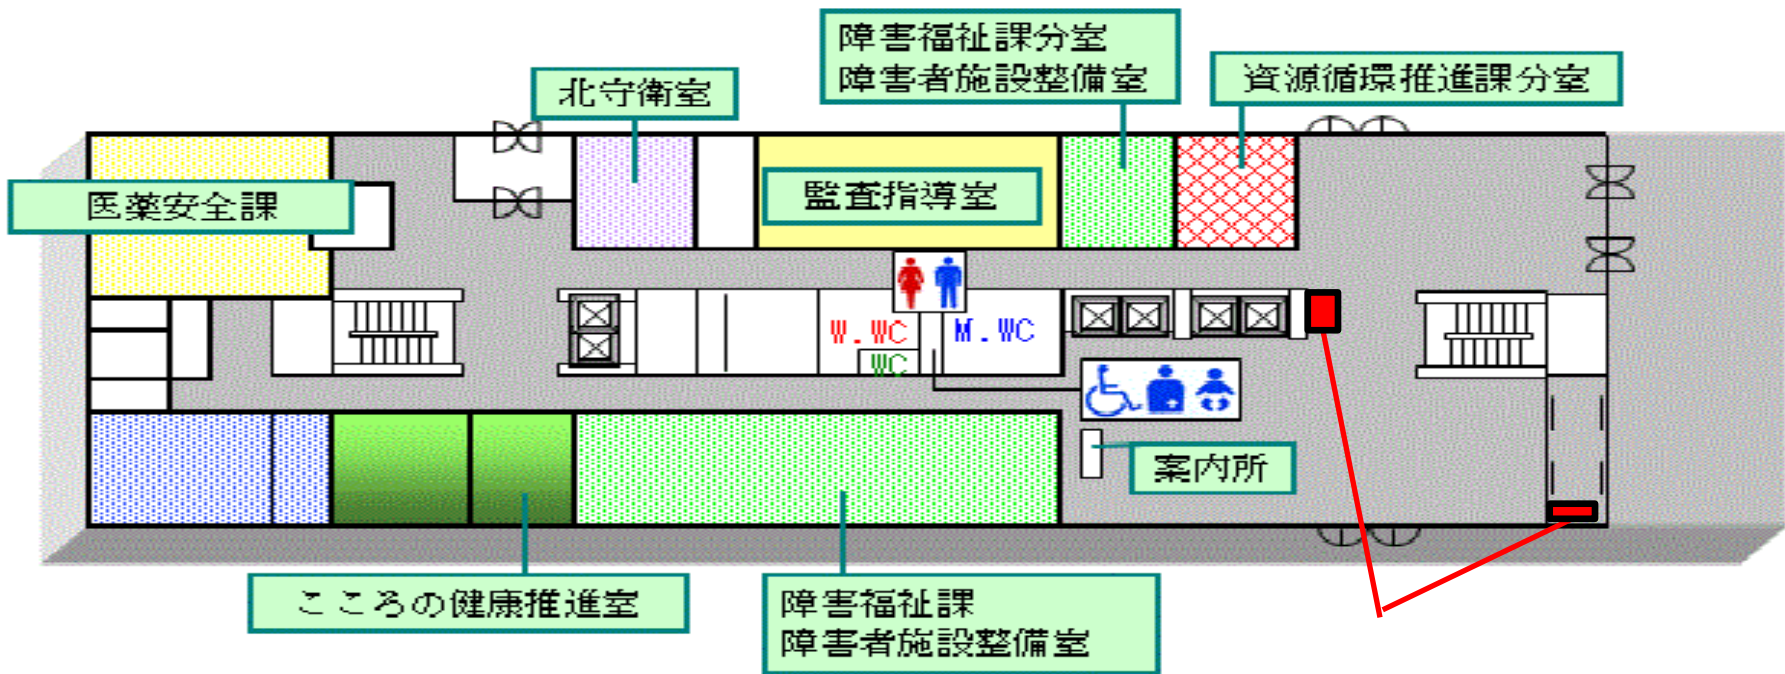 障害福祉課分室
障害者施設整備室
北守衛室
資源循環推進課分室
医薬安全課
監査指導室
W.WC
M.WC
WC
案内所
こころの健康推進室
障害福祉課
障害者施設整備室